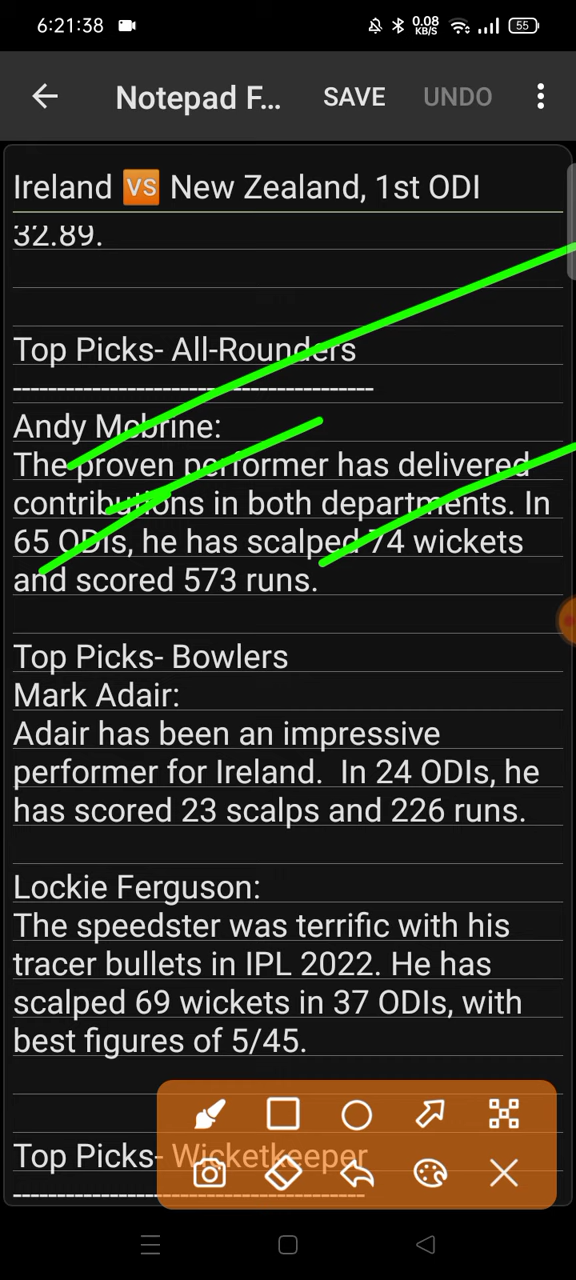 6:21:38
0.08
KB/S
55
Notepad F...
SAVE
UNDO
Ireland 🆚 New Zealand, 1st ODI
32.89.
Top Picks- All-Rounders
-----------------------------------------
Andy Mcbrine:
The proven performer has delivered
contributions in both departments. In
65 ODIs, he has scalped 74 wickets
and scored 573 runs.
Top Picks- Bowlers
Mark Adair:
Adair has been an impressive
performer for Ireland.  In 24 ODIs, he
has scored 23 scalps and 226 runs.
Lockie Ferguson:
The speedster was terrific with his
tracer bullets in IPL 2022. He has
scalped 69 wickets in 37 ODIs, with
best figures of 5/45.
Top Picks- Wicketkeeper
----------------------------------------